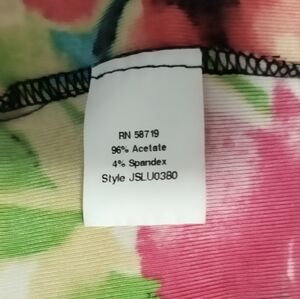 RN 58719
96% Acetate
4% Spandex
Style JSLU0380